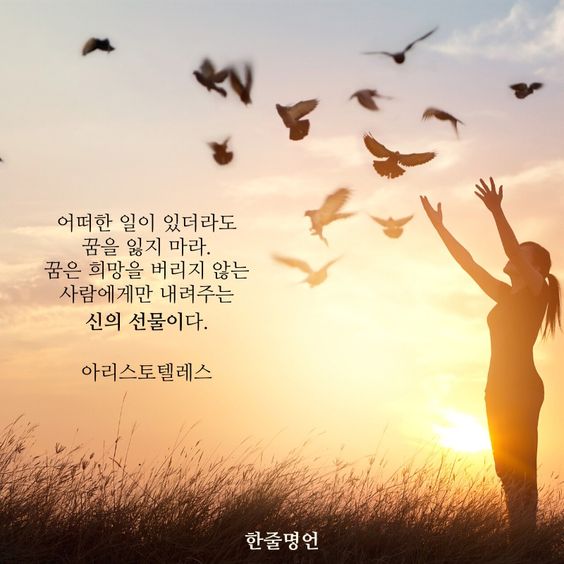 어떠한 일이 있더라도
꿈을 잃지 마라.
꿈은 희망을 버리지 않는
사람에게만 내려주는
신의 선물이다.
아리스토텔레스
한줄명언